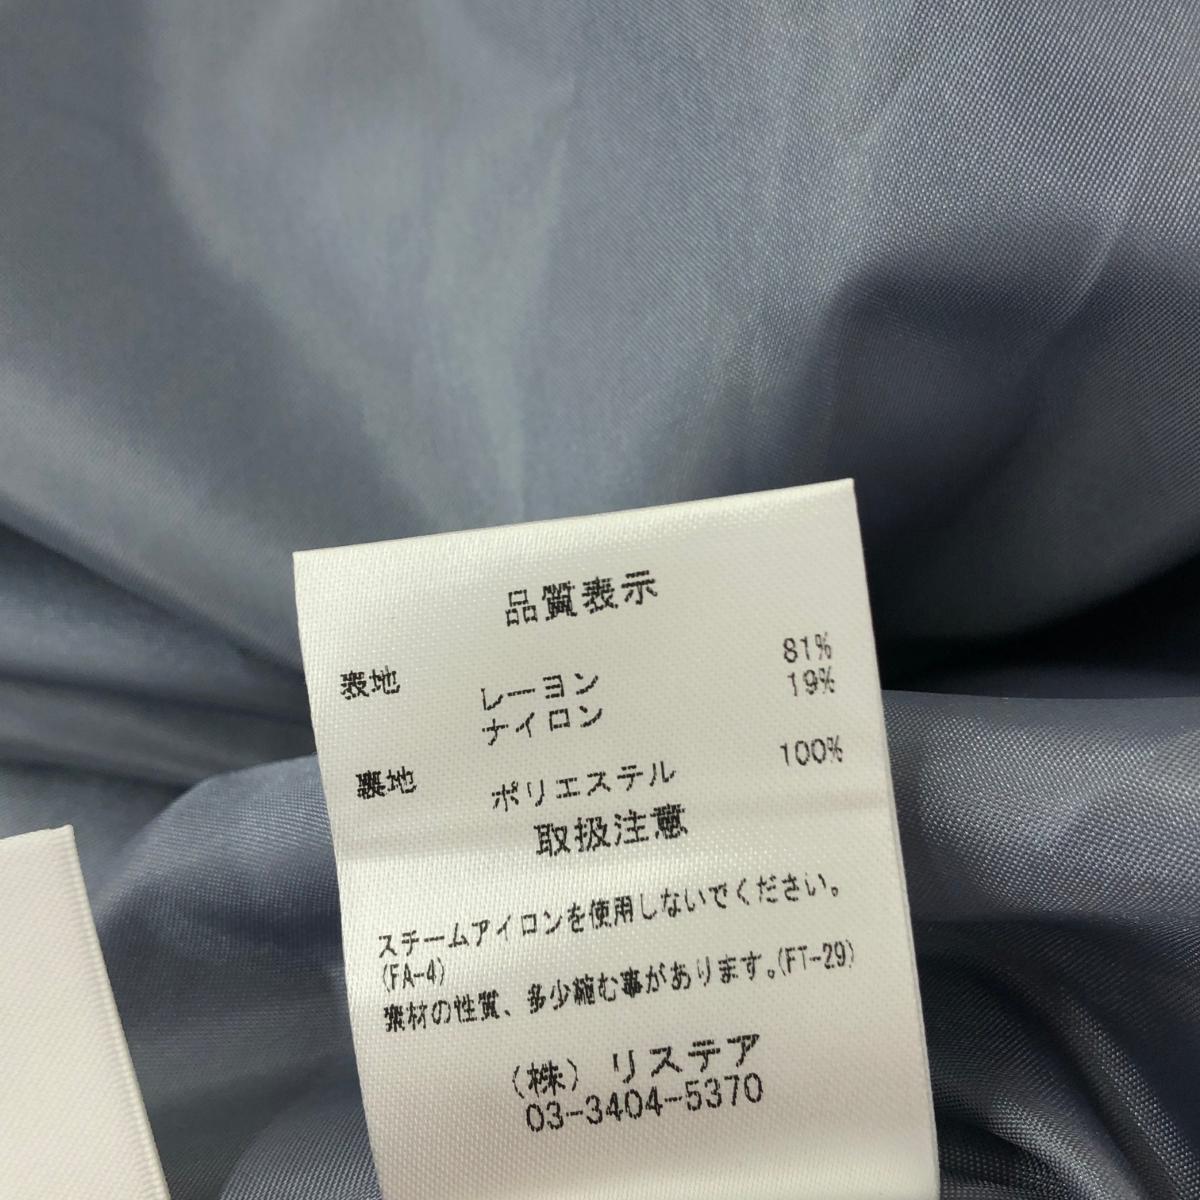 品質表示
表地 レーヨン 81%
ナイロン 19%
裏地 ポリエステル 100%
取扱注意
スチームアイロンを使用しないでください。
(FA-4)
素材の性質、多少縮む事があります。(FT-29)
（株）リステア
03-3404-5370